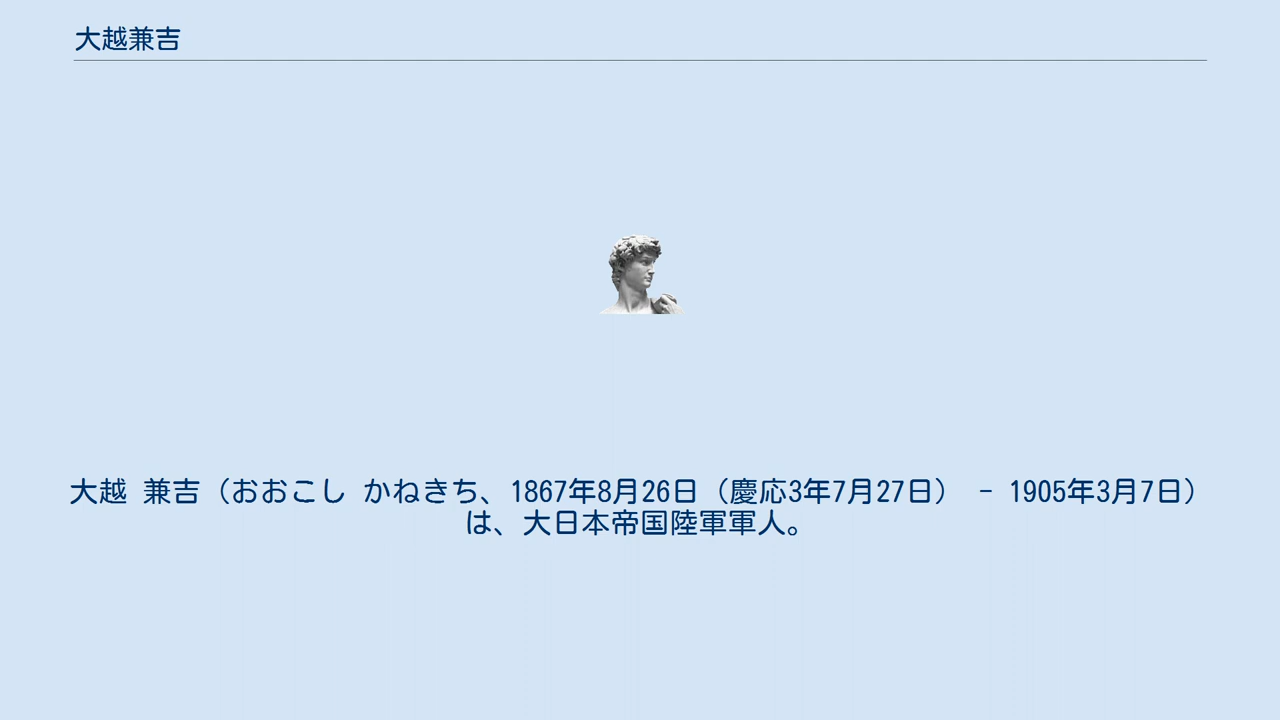 大越兼吉
大越 兼吉（おおこし かねきち、1867年8月26日（慶応3年7月27日） - 1905年3月7日）
は、大日本帝国陸軍軍人。